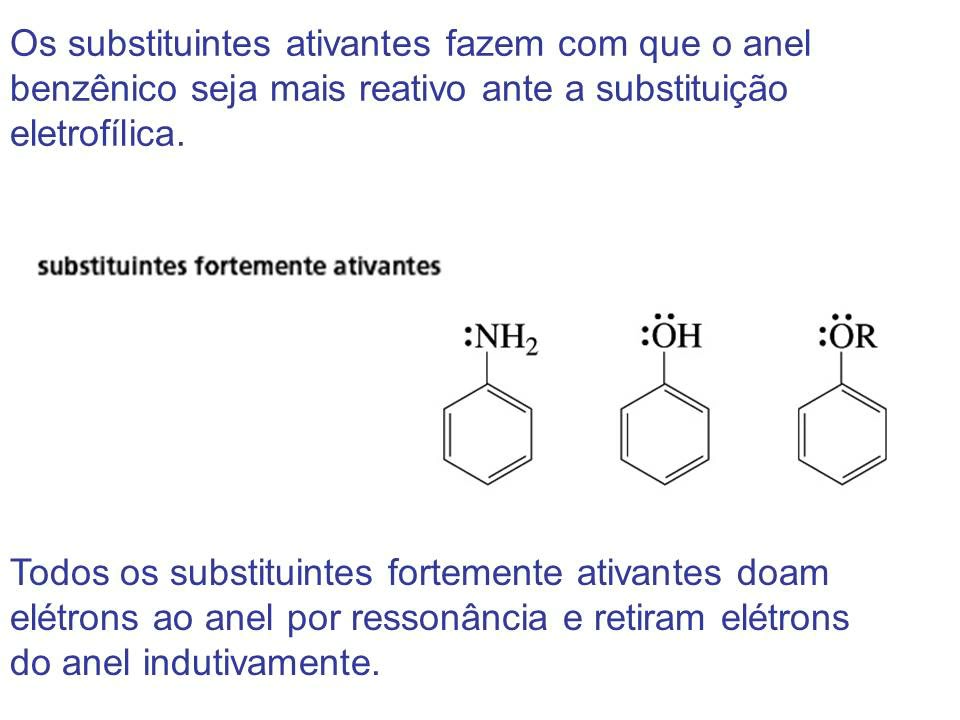 Os substituintes ativantes fazem com que o anel
benzênico seja mais reativo ante a substituição
eletrofílica.
substituintes fortemente ativantes
:NH₂ :ÖH :ÖR
Todos os substituintes fortemente ativantes doam
elétrons ao anel por ressonância e retiram elétrons
do anel indutivamente.